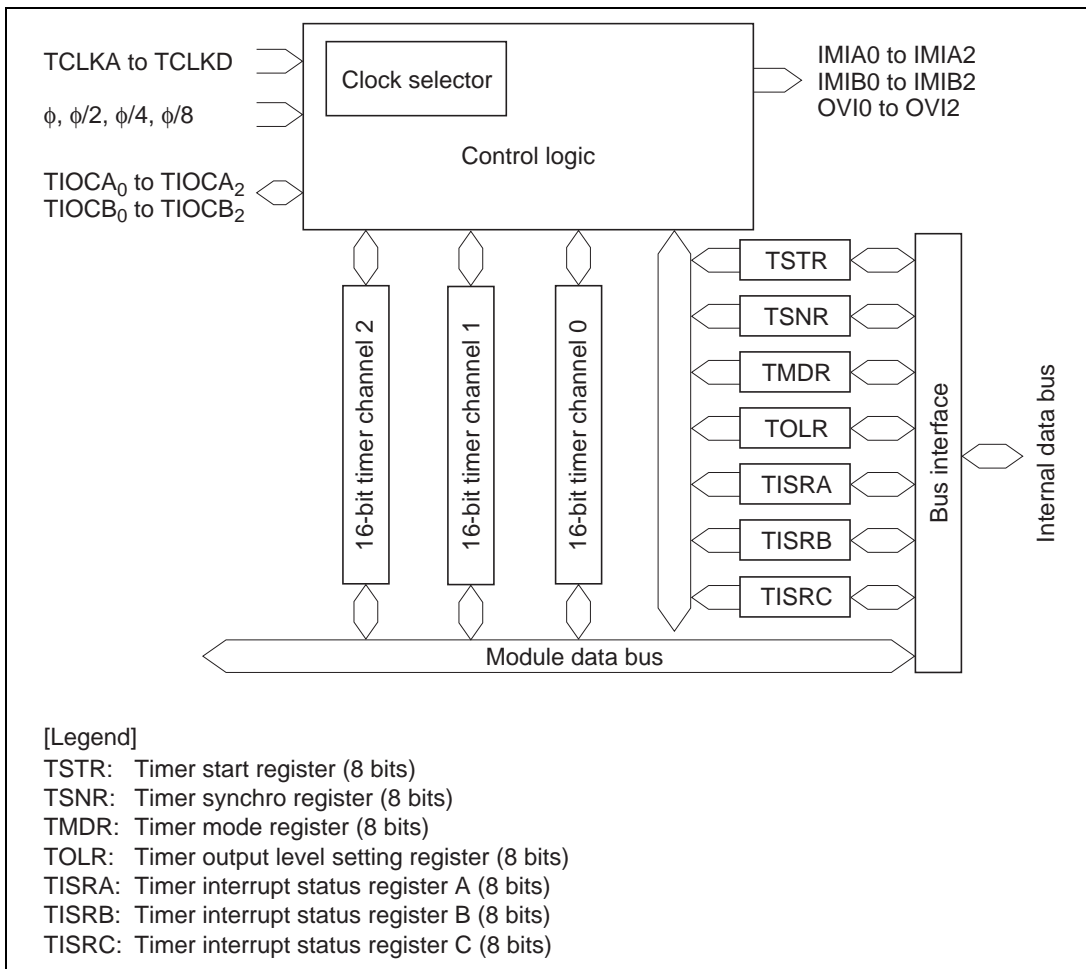 TCLKA to TCLKD
ϕ, ϕ/2, ϕ/4, ϕ/8
TIOCA₀ to TIOCA₂
TIOCB₀ to TIOCB₂
Clock selector
Control logic
IMIA0 to IMIA2
IMIB0 to IMIB2
OVI0 to OVI2
16-bit timer channel 2
16-bit timer channel 1
16-bit timer channel 0
TSTR
TSNR
TMDR
TOLR
TISRA
TISRB
TISRC
Bus interface
Internal data bus
Module data bus
[Legend]
TSTR: Timer start register (8 bits)
TSNR: Timer synchro register (8 bits)
TMDR: Timer mode register (8 bits)
TOLR: Timer output level setting register (8 bits)
TISRA: Timer interrupt status register A (8 bits)
TISRB: Timer interrupt status register B (8 bits)
TISRC: Timer interrupt status register C (8 bits)